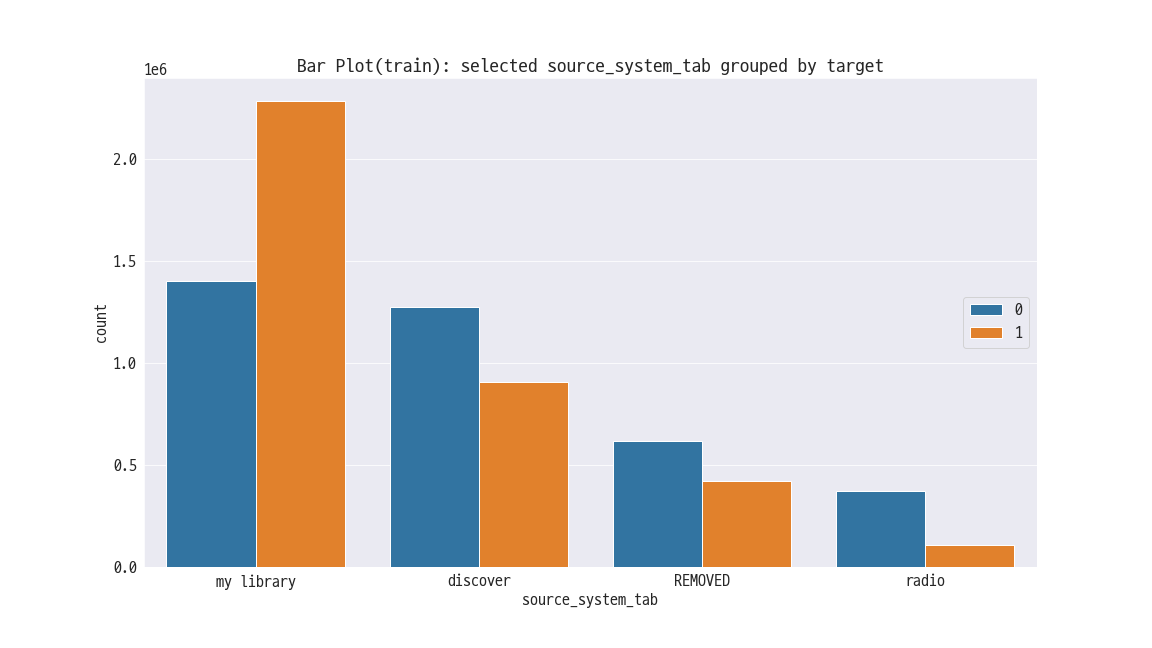 Bar Plot(train): selected source_system_tab grouped by target
1e6
2.0
1.5
1.0
0.5
0.0
count
0
1
my library discover REMOVED radio
source_system_tab